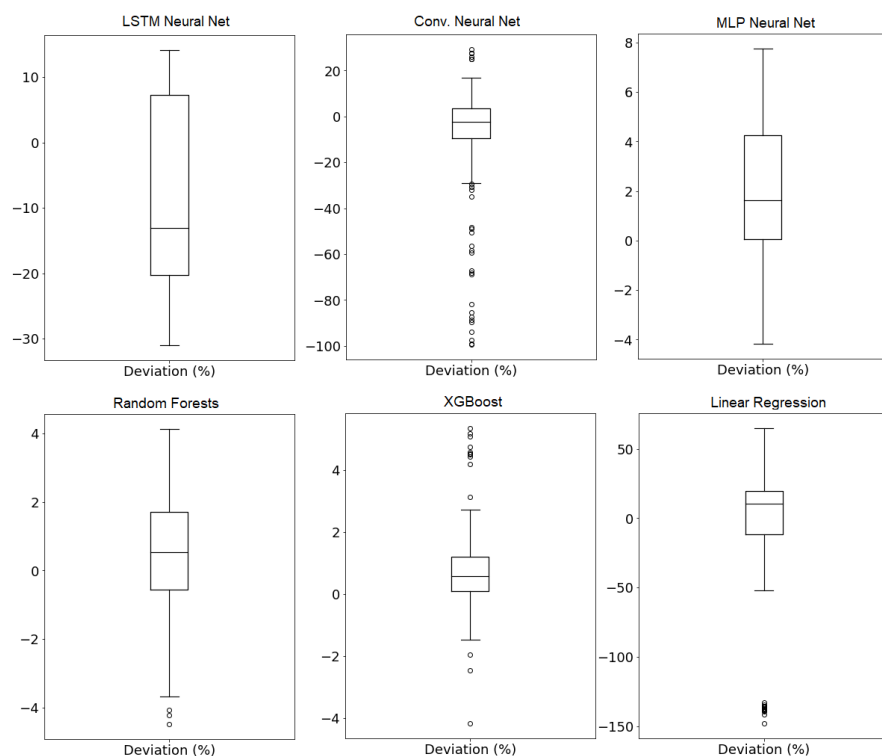 LSTM Neural Net
10
0
−10
−20
−30
Deviation (%)
Conv. Neural Net
20
0
−20
−40
−60
−80
−100
Deviation (%)
MLP Neural Net
8
6
4
2
0
−2
−4
Deviation (%)
Random Forests
4
2
0
−2
−4
Deviation (%)
XGBoost
4
2
0
−2
−4
Deviation (%)
Linear Regression
50
0
−50
−100
−150
Deviation (%)